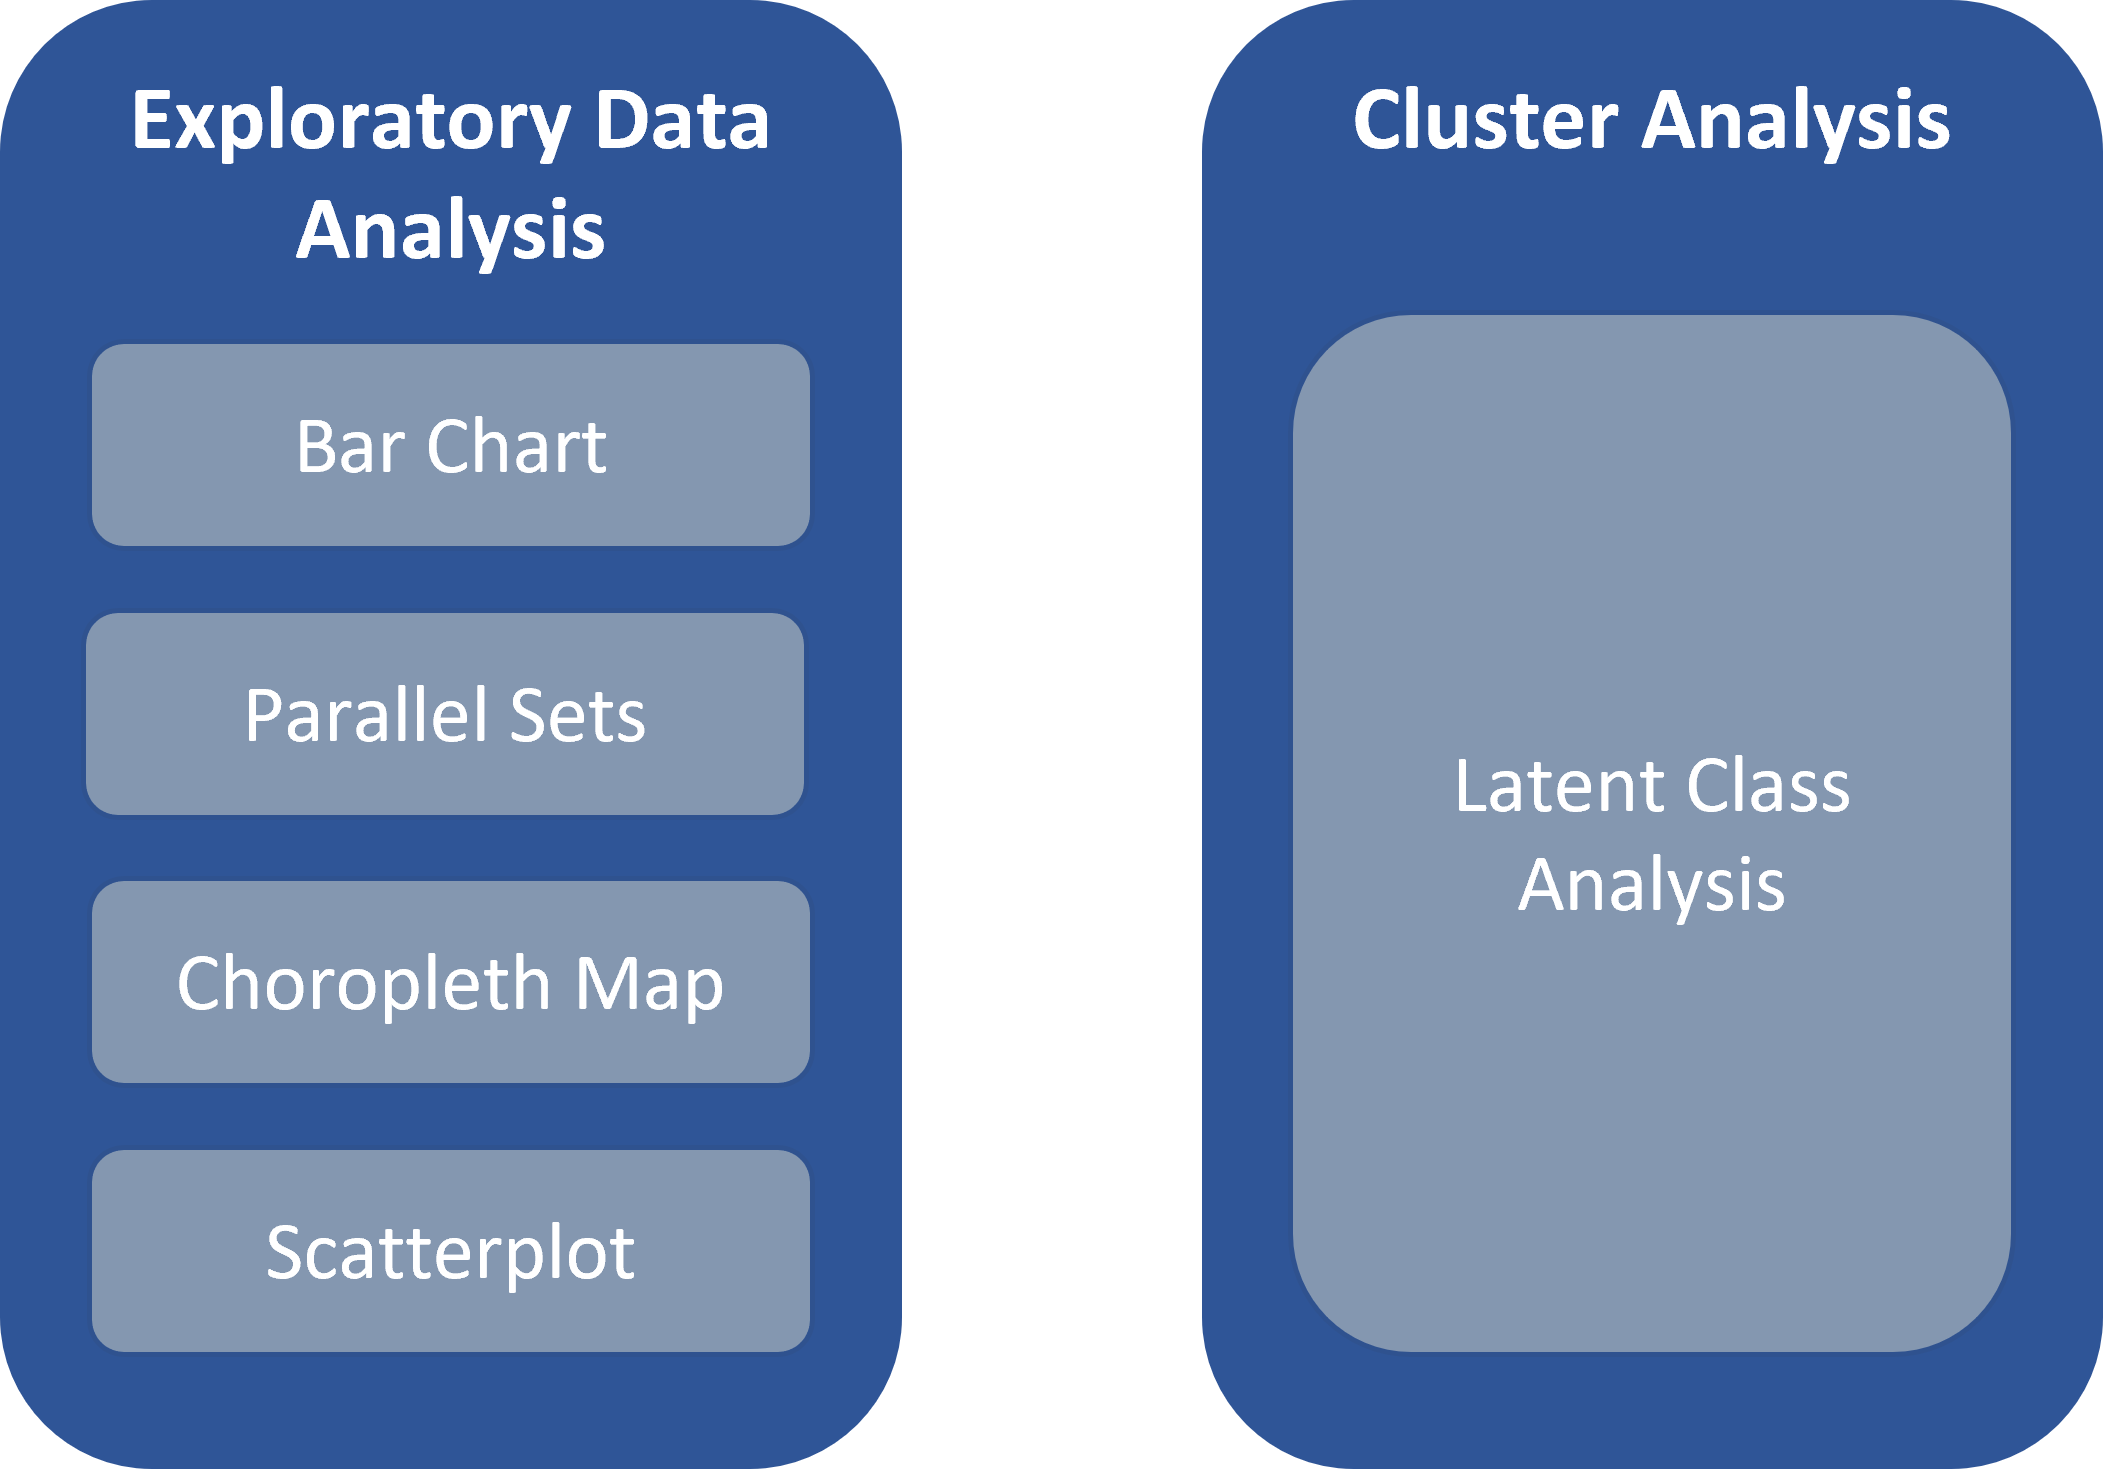 Exploratory Data
Analysis
Bar Chart
Parallel Sets
Choropleth Map
Scatterplot
Cluster Analysis
Latent Class
Analysis